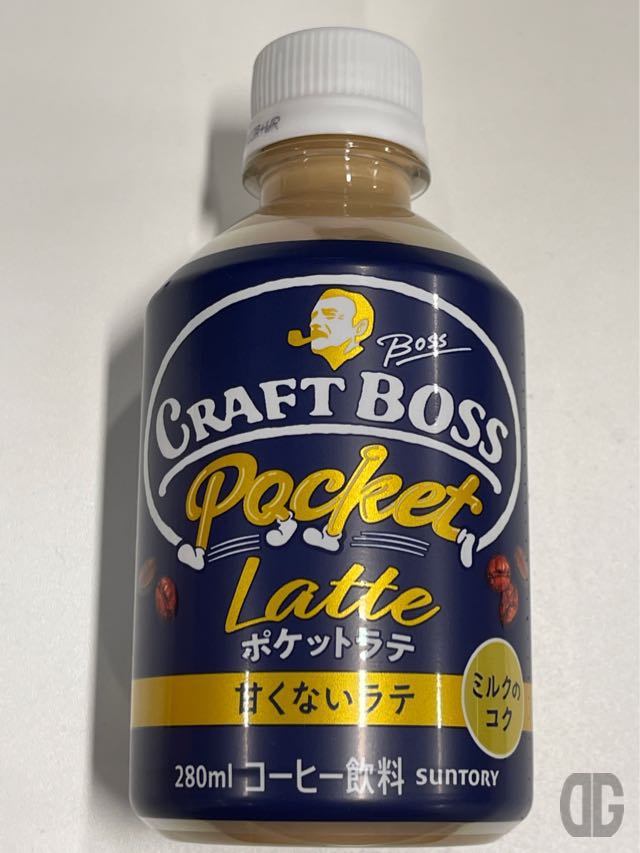 Boss
CRAFT BOSS
Pocket
Latte
ポケットラテ
甘くないラテ
ミルクの
コク
280ml コーヒー飲料 SUNTORY
DG